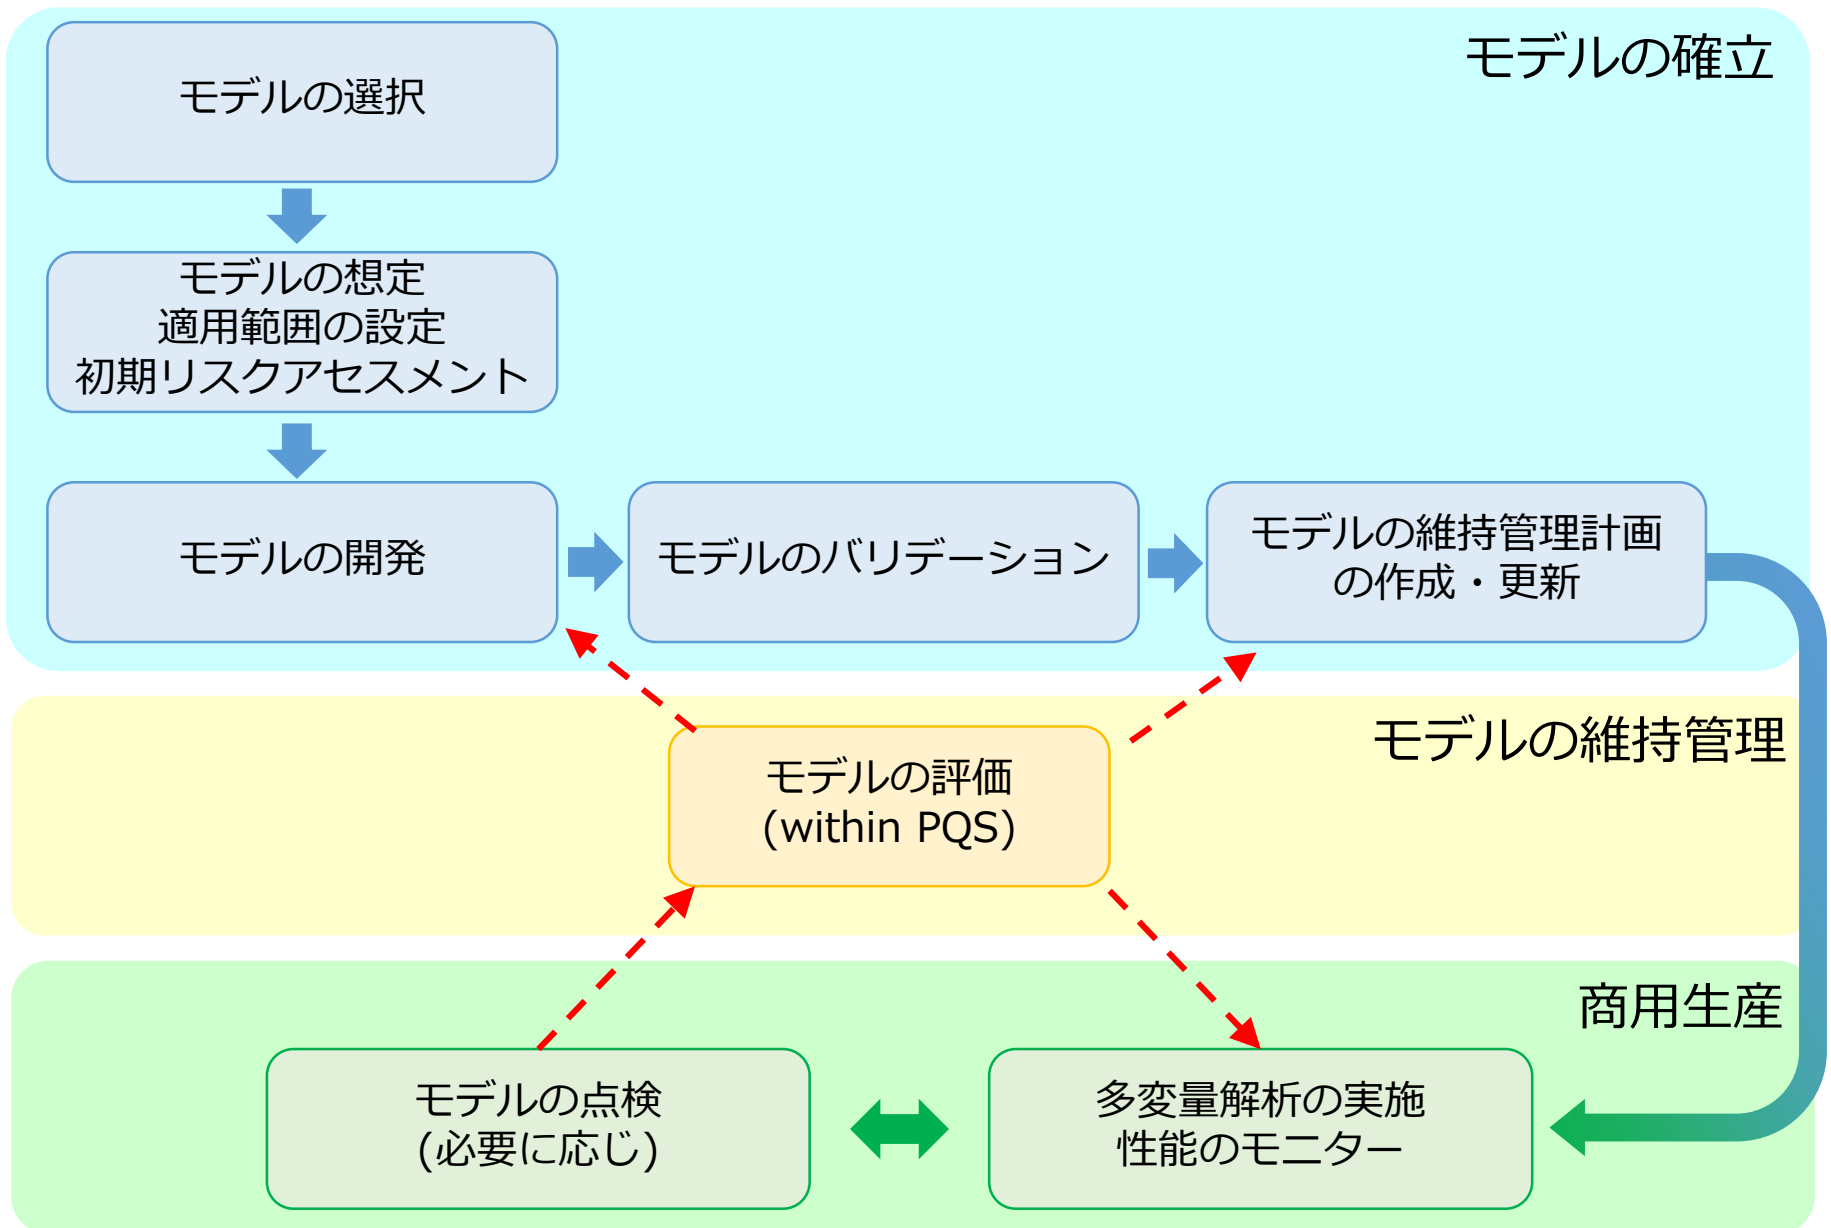 モデルの確立
モデルの選択
モデルの想定
適用範囲の設定
初期リスクアセスメント
モデルの開発
モデルのバリデーション
モデルの維持管理計画
の作成・更新
モデルの維持管理
モデルの評価
(within PQS)
商用生産
モデルの点検
(必要に応じ)
多変量解析の実施
性能のモニター